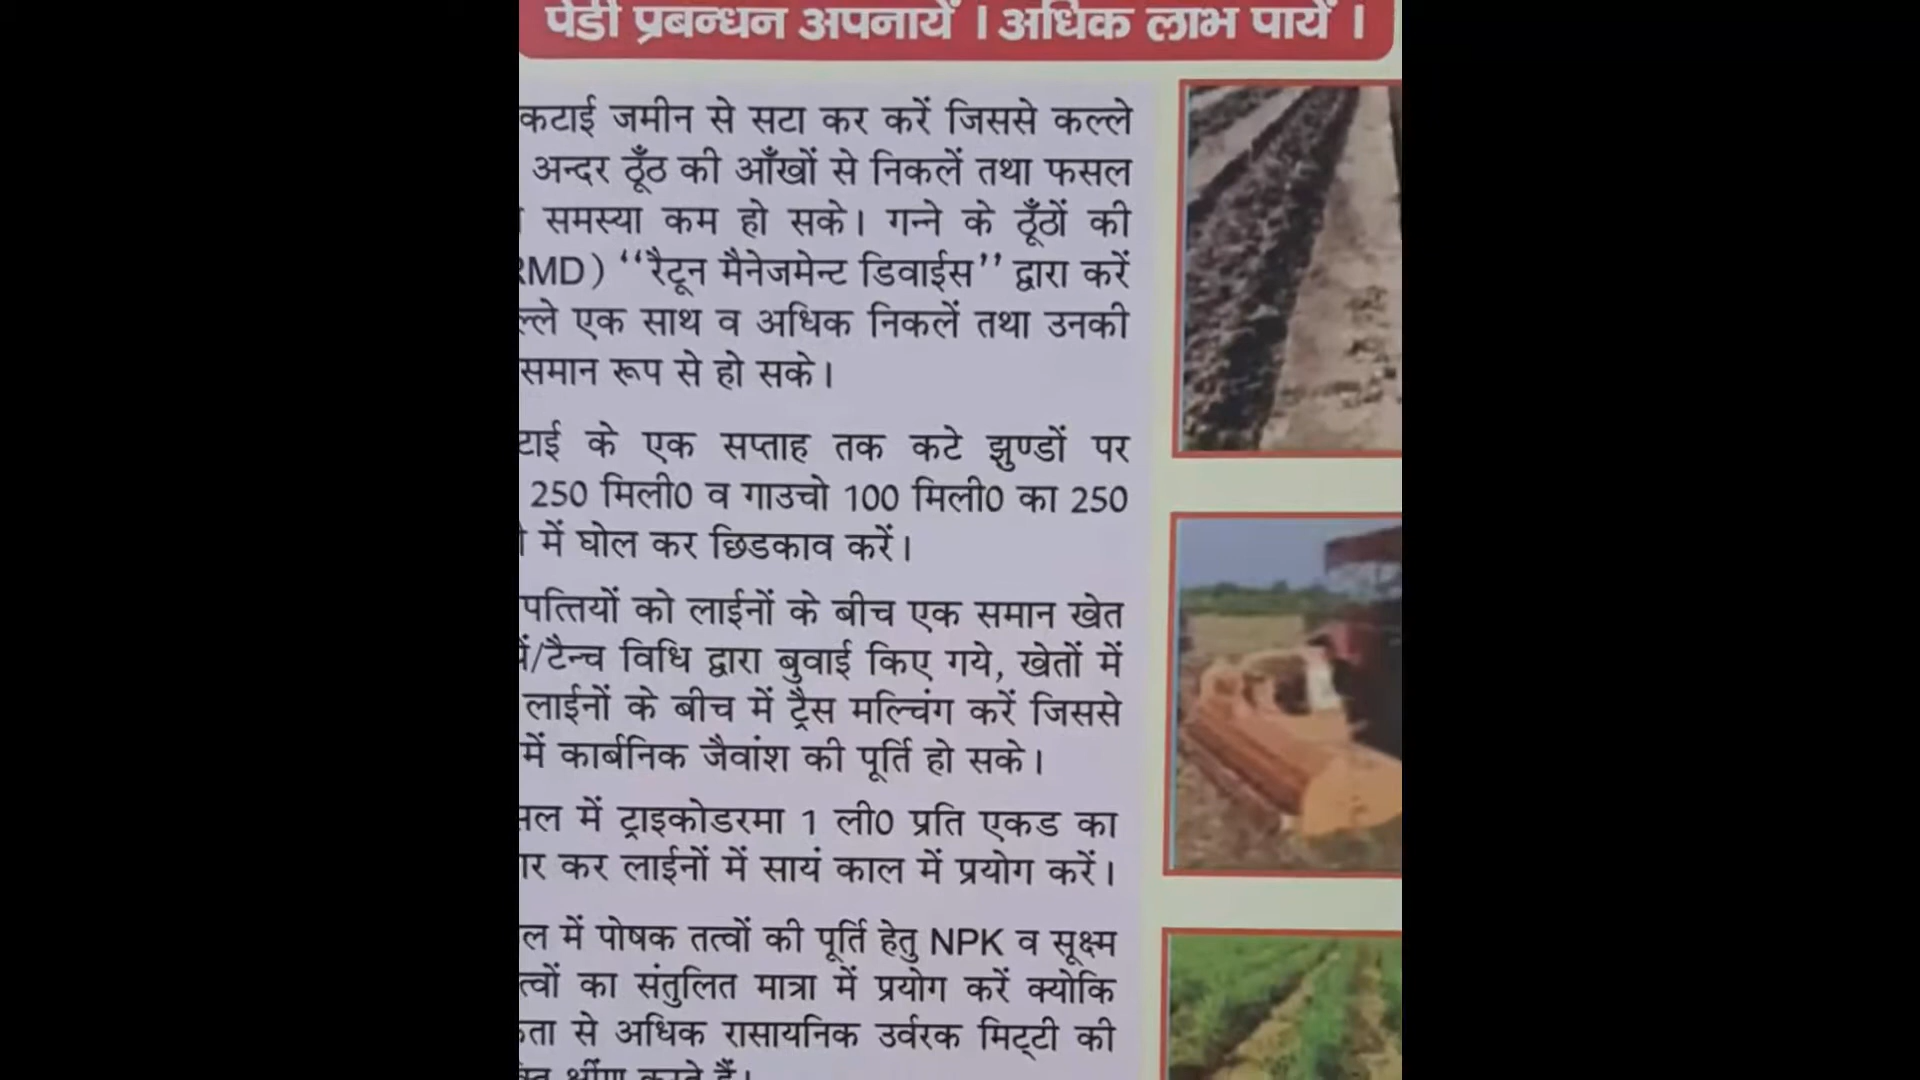 पेडी प्रबन्धन अपनायें । अधिक लाभ पायें ।
कटाई जमीन से सटा कर करें जिससे कल्ले
अन्दर ठूँठ की आँखों से निकलें तथा फसल
समस्या कम हो सके। गन्ने के ठूँठों की
RMD) “रैटून मैनेजमेन्ट डिवाईस” द्वारा करें
ल्ले एक साथ व अधिक निकलें तथा उनकी
समान रूप से हो सके।
टाई के एक सप्ताह तक कटे झुण्डों पर
250 मिली0 व गाउचो 100 मिली0 का 250
में घोल कर छिडकाव करें।
पत्तियों को लाईनों के बीच एक समान खेत
में/टैन्च विधि द्वारा बुवाई किए गये, खेतों में
लाईनों के बीच में ट्रैस मल्चिंग करें जिससे
में कार्बनिक जैवांश की पूर्ति हो सके।
सल में ट्राइकोडरमा 1 ली0 प्रति एकड का
ार कर लाईनों में सायं काल में प्रयोग करें।
ल में पोषक तत्वों की पूर्ति हेतु NPK व सूक्ष्म
त्वों का संतुलित मात्रा में प्रयोग करें क्योकि
ता से अधिक रासायनिक उर्वरक मिट्टी की
करते हैं।